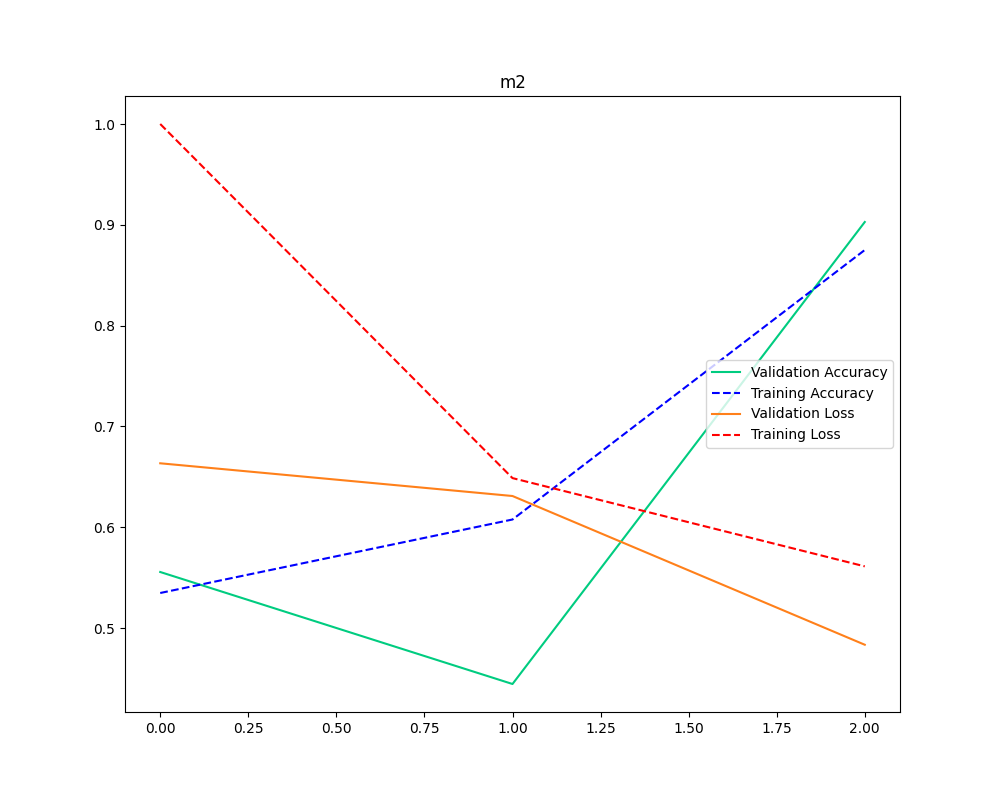 m2
1.0
0.9
0.8
0.7
0.6
0.5
Validation Accuracy
Training Accuracy
Validation Loss
Training Loss
0.00 0.25 0.50 0.75 1.00 1.25 1.50 1.75 2.00